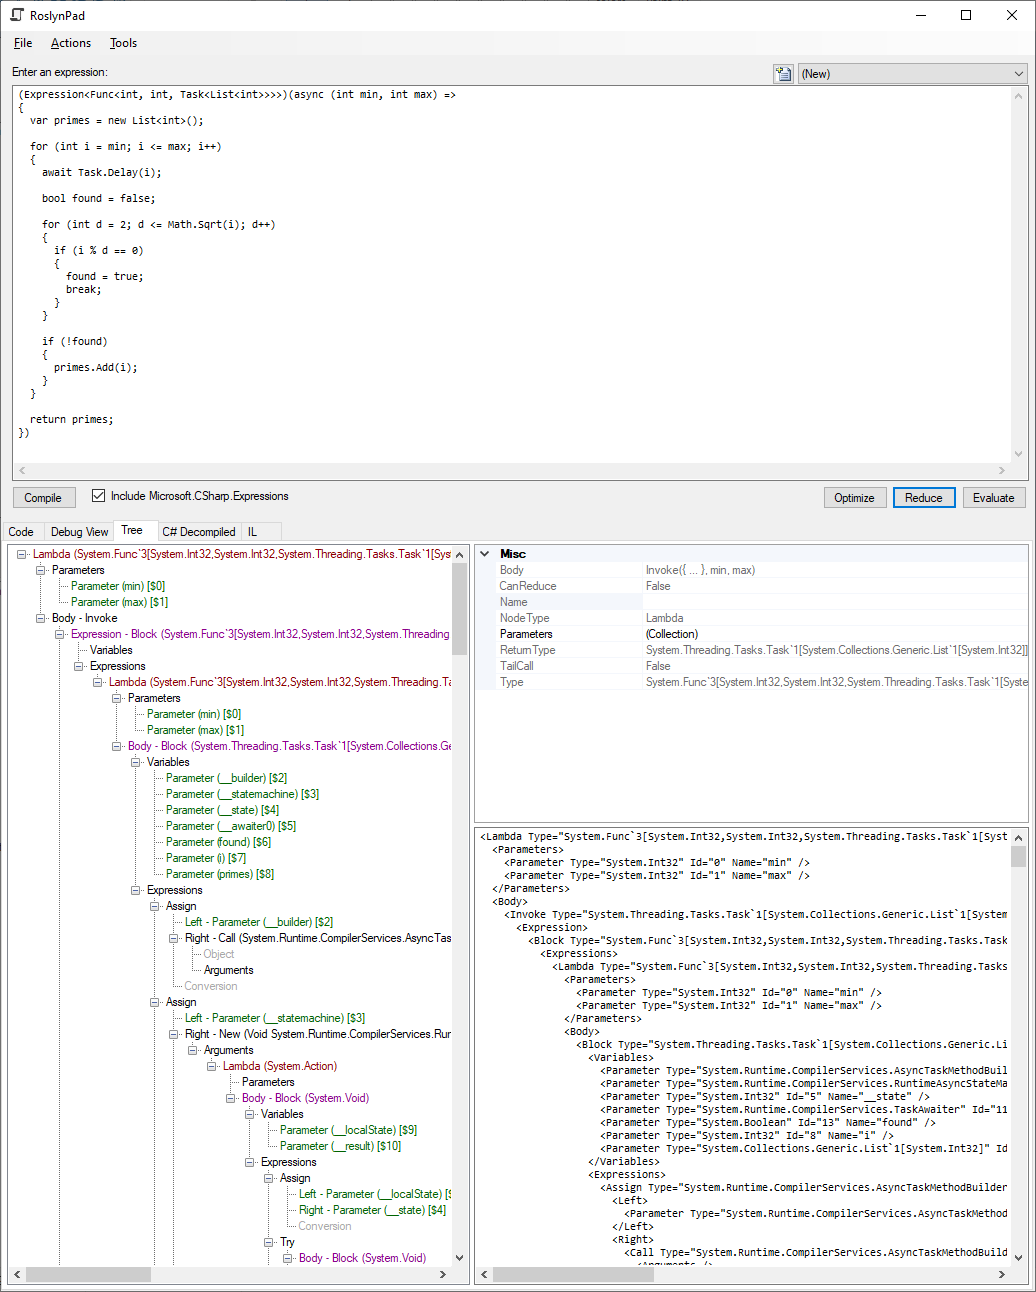 RoslynPad
File Actions Tools
Enter an expression: (New)
(Expression<Func<int, int, Task<List<int>>>>)(async (int min, int max) =>
{
  var primes = new List<int>();
  for (int i = min; i <= max; i++)
  {
    await Task.Delay(i);
    bool found = false;
    for (int d = 2; d <= Math.Sqrt(i); d++)
    {
      if (i % d == 0)
      {
        found = true;
        break;
      }
    }
    if (!found)
    {
      primes.Add(i);
    }
  }
  return primes;
})
Compile Include Microsoft.CSharp.Expressions Optimize Reduce Evaluate
Code Debug View Tree C# Decompiled IL
Lambda (System.Func`3[System.Int32,System.Int32,System.Threading.Tasks.Task`1[Sys
Parameters
Parameter (min) [$0]
Parameter (max) [$1]
Body - Invoke
Expression - Block (System.Func`3[System.Int32,System.Int32,System.Threading
Variables
Expressions
Lambda (System.Func`3[System.Int32,System.Int32,System.Threading.Ta
Parameters
Parameter (min) [$0]
Parameter (max) [$1]
Body - Block (System.Threading.Tasks.Task`1[System.Collections.Ge
Variables
Parameter (__builder) [$2]
Parameter (__statemachine) [$3]
Parameter (__state) [$4]
Parameter (__awaiter0) [$5]
Parameter (found) [$6]
Parameter (i) [$7]
Parameter (primes) [$8]
Expressions
Assign
Left - Parameter (__builder) [$2]
Right - Call (System.Runtime.CompilerServices.AsyncTas
Object
Arguments
Conversion
Assign
Left - Parameter (__statemachine) [$3]
Right - New (Void System.Runtime.CompilerServices.Run
Arguments
Lambda (System.Action)
Parameters
Body - Block (System.Void)
Variables
Parameter (__localState) [$9]
Parameter (__result) [$10]
Expressions
Assign
Left - Parameter (__localState) [$
Right - Parameter (__state) [$4]
Conversion
Try
Body - Block (System.Void)
Misc
Body Invoke({ ... }, min, max)
CanReduce False
Name
NodeType Lambda
Parameters (Collection)
ReturnType System.Threading.Tasks.Task`1[System.Collections.Generic.List`1[System.Int32]]
TailCall False
Type System.Func`3[System.Int32,System.Int32,System.Threading.Tasks.Task`1[Syste
<Lambda Type="System.Func`3[System.Int32,System.Int32,System.Threading.Tasks.Task`1[Syst
  <Parameters>
    <Parameter Type="System.Int32" Id="0" Name="min" />
    <Parameter Type="System.Int32" Id="1" Name="max" />
  </Parameters>
  <Body>
    <Invoke Type="System.Threading.Tasks.Task`1[System.Collections.Generic.List`1[System
      <Expression>
        <Block Type="System.Func`3[System.Int32,System.Int32,System.Threading.Tasks.Task
          <Expressions>
            <Lambda Type="System.Func`3[System.Int32,System.Int32,System.Threading.Tasks
              <Parameters>
                <Parameter Type="System.Int32" Id="0" Name="min" />
                <Parameter Type="System.Int32" Id="1" Name="max" />
              </Parameters>
              <Body>
                <Block Type="System.Threading.Tasks.Task`1[System.Collections.Generic.Li
                  <Variables>
                    <Parameter Type="System.Runtime.CompilerServices.AsyncTaskMethodBuil
                    <Parameter Type="System.Runtime.CompilerServices.RuntimeAsyncStateMa
                    <Parameter Type="System.Int32" Id="5" Name="__state" />
                    <Parameter Type="System.Runtime.CompilerServices.TaskAwaiter" Id="11
                    <Parameter Type="System.Boolean" Id="13" Name="found" />
                    <Parameter Type="System.Int32" Id="8" Name="i" />
                    <Parameter Type="System.Collections.Generic.List`1[System.Int32]" Id
                  </Variables>
                  <Expressions>
                    <Assign Type="System.Runtime.CompilerServices.AsyncTaskMethodBuilder
                      <Left>
                        <Parameter Type="System.Runtime.CompilerServices.AsyncTaskMethod
                      </Left>
                      <Right>
                        <Call Type="System.Runtime.CompilerServices.AsyncTaskMethodBuild
                          <Arguments />